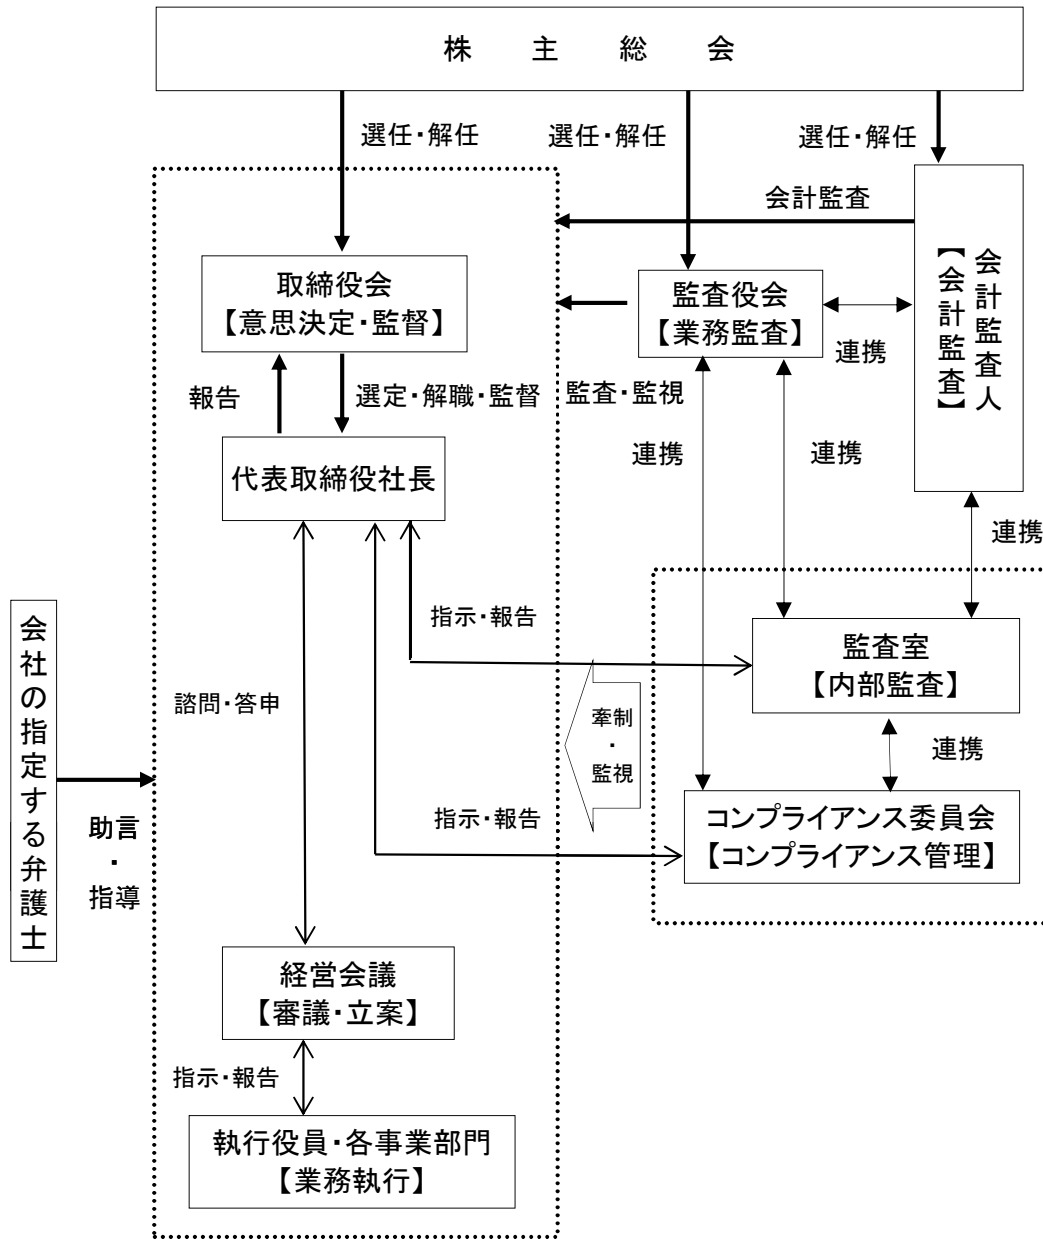 株主総会
選任・解任
選任・解任
選任・解任
会計監査
会計監査人
【会計監査】
取締役会
【意思決定・監督】
監査役会
【業務監査】
連携
報告
選定・解職・監督
監査・監視
代表取締役社長
連携
連携
連携
指示・報告
監査室
【内部監査】
会社の指定する弁護士
諮問・答申
牽制
・
監視
連携
助言
・
指導
指示・報告
コンプライアンス委員会
【コンプライアンス管理】
経営会議
【審議・立案】
指示・報告
執行役員・各事業部門
【業務執行】